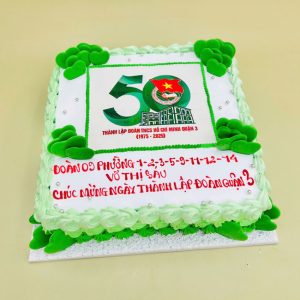 50
THÀNH LẬP ĐOÀN TNCS HỒ CHÍ MINH QUẬN 3
(1975 - 2025)
ĐOÀN 09 PHƯỜNG 1-2-3-5-9-11-12-14
VÕ THỊ SÁU
CHÚC MỪNG NGÀY THÀNH LẬP ĐOÀN QUẬN 3